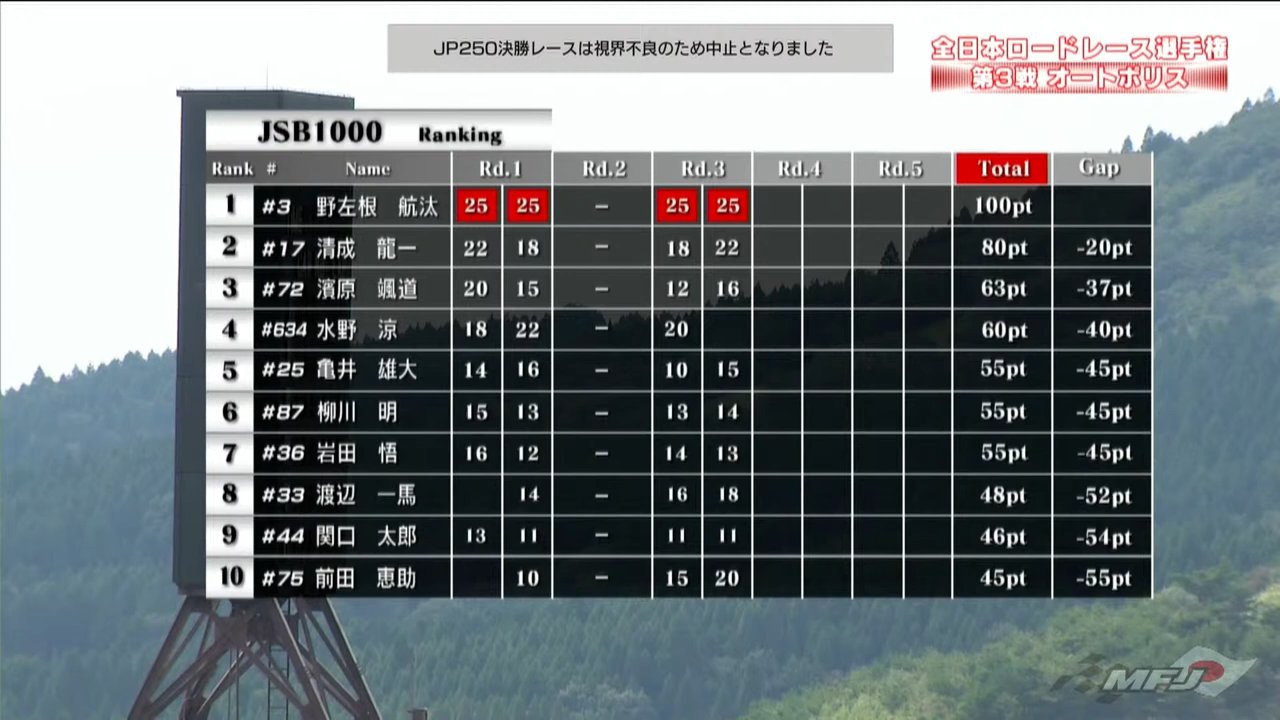 JP250決勝レースは視界不良のため中止となりました
全日本ロードレース選手権
第3戦 オートポリス
JSB1000 Ranking
Rank # Name Rd.1 Rd.2 Rd.3 Rd.4 Rd.5 Total Gap
1 #3 野左根 航汰 25 25 - 25 25 100pt
2 #17 清成 龍一 22 18 - 18 22 80pt -20pt
3 #72 濱原 颯道 20 15 - 12 16 63pt -37pt
4 #634 水野 涼 18 22 - 20 60pt -40pt
5 #25 亀井 雄大 14 16 - 10 15 55pt -45pt
6 #87 柳川 明 15 13 - 13 14 55pt -45pt
7 #36 岩田 悟 16 12 - 14 13 55pt -45pt
8 #33 渡辺 一馬 14 - 16 18 48pt -52pt
9 #44 関口 太郎 13 11 - 11 11 46pt -54pt
10 #75 前田 恵助 10 - 15 20 45pt -55pt
MFJ